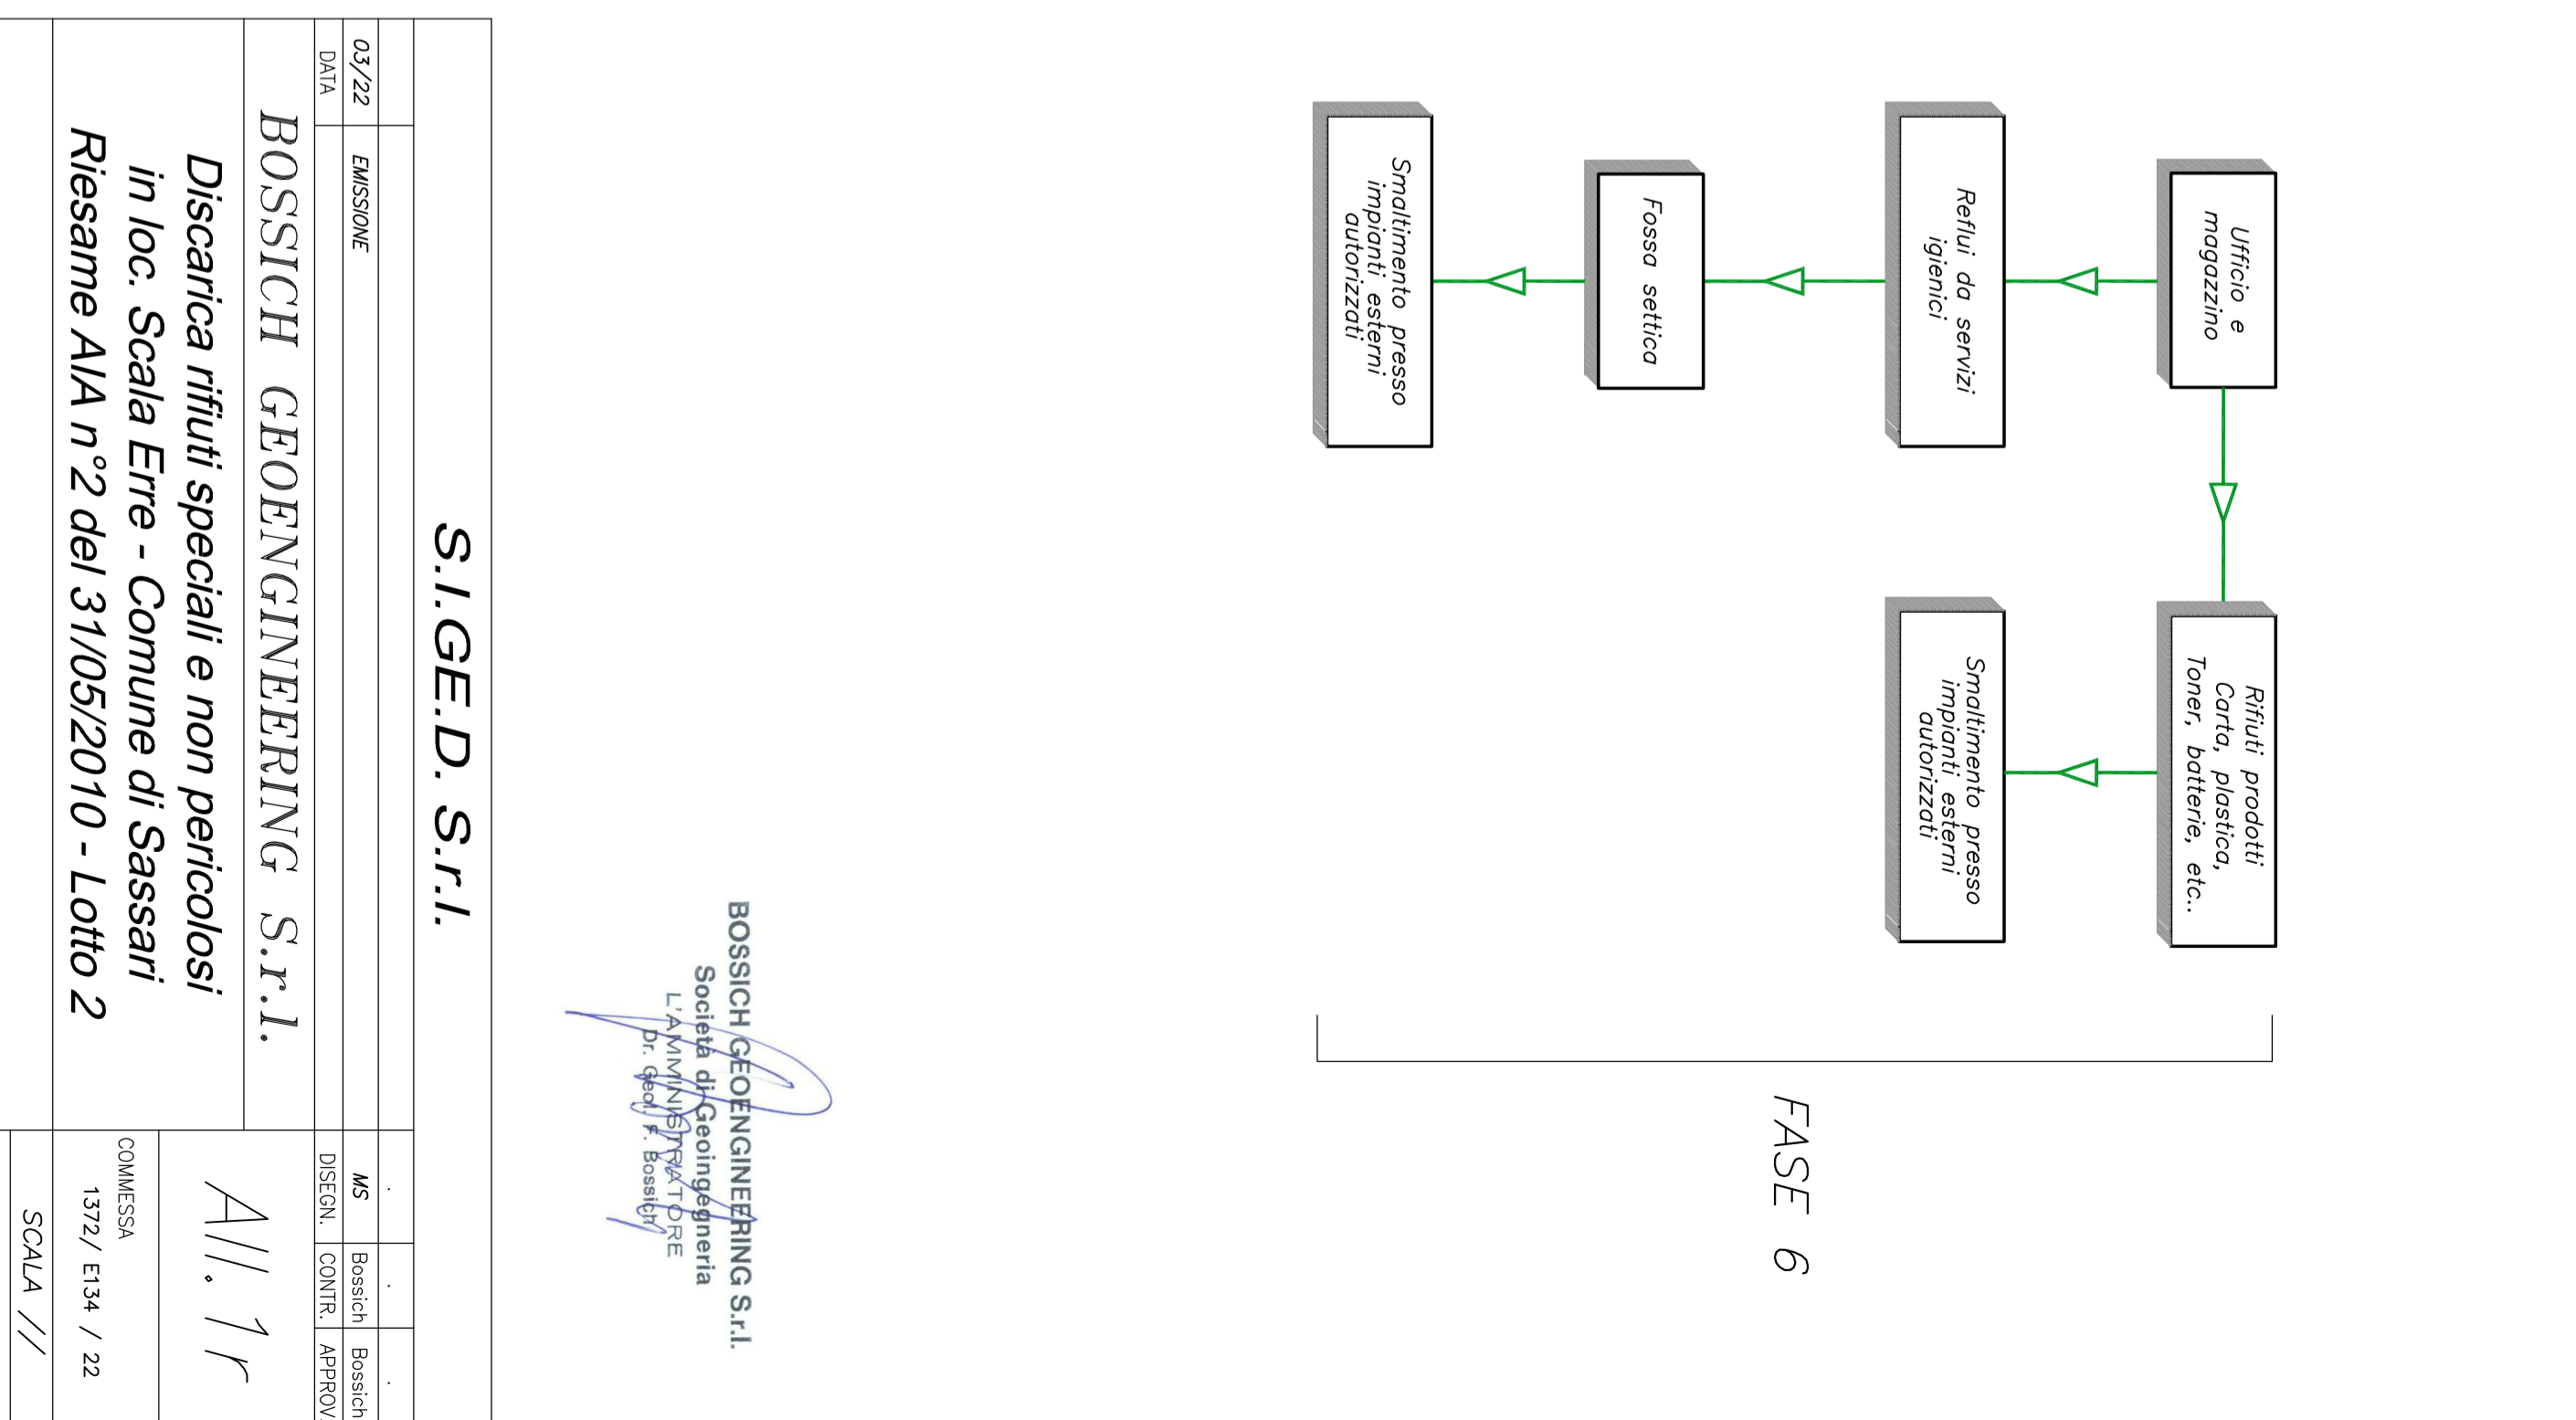 Ufficio e
magazzino
Rifiuti prodotti
Carta, plastica,
Toner, batterie, etc..
Reflui da servizi
igienici
Smaltimento presso
impianti esterni
autorizzati
Fossa settica
Smaltimento presso
impianti esterni
autorizzati
FASE 6
BOSSICH GEOENGINEERING S.r.l.
Società di Geoingegneria
L'AMMINISTRATORE
Dr. Geol. F. Bossich
S.I.GE.D. S.r.l.
03/22 EMISSIONE MS Bossich Bossich
DATA DISEGN. CONTR. APPROV.
BOSSICH GEOENGINEERING S.r.l.
All. 1r
Discarica rifiuti speciali e non pericolosi
in loc. Scala Erre - Comune di Sassari
Riesame AIA n°2 del 31/05/2010 - Lotto 2
COMMESSA
1372/ E134 / 22
SCALA //